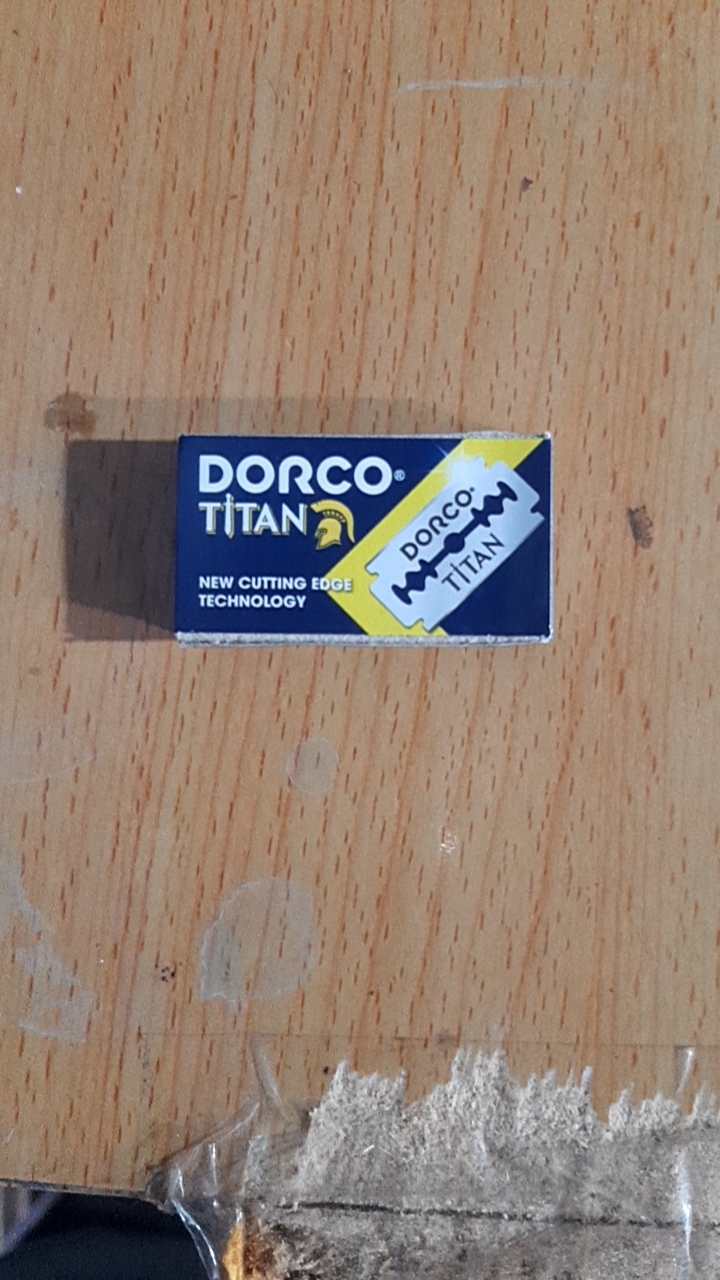 DORCO®
TiTAN
NEW CUTTING EDGE
TECHNOLOGY
DORCO®
TiTAN